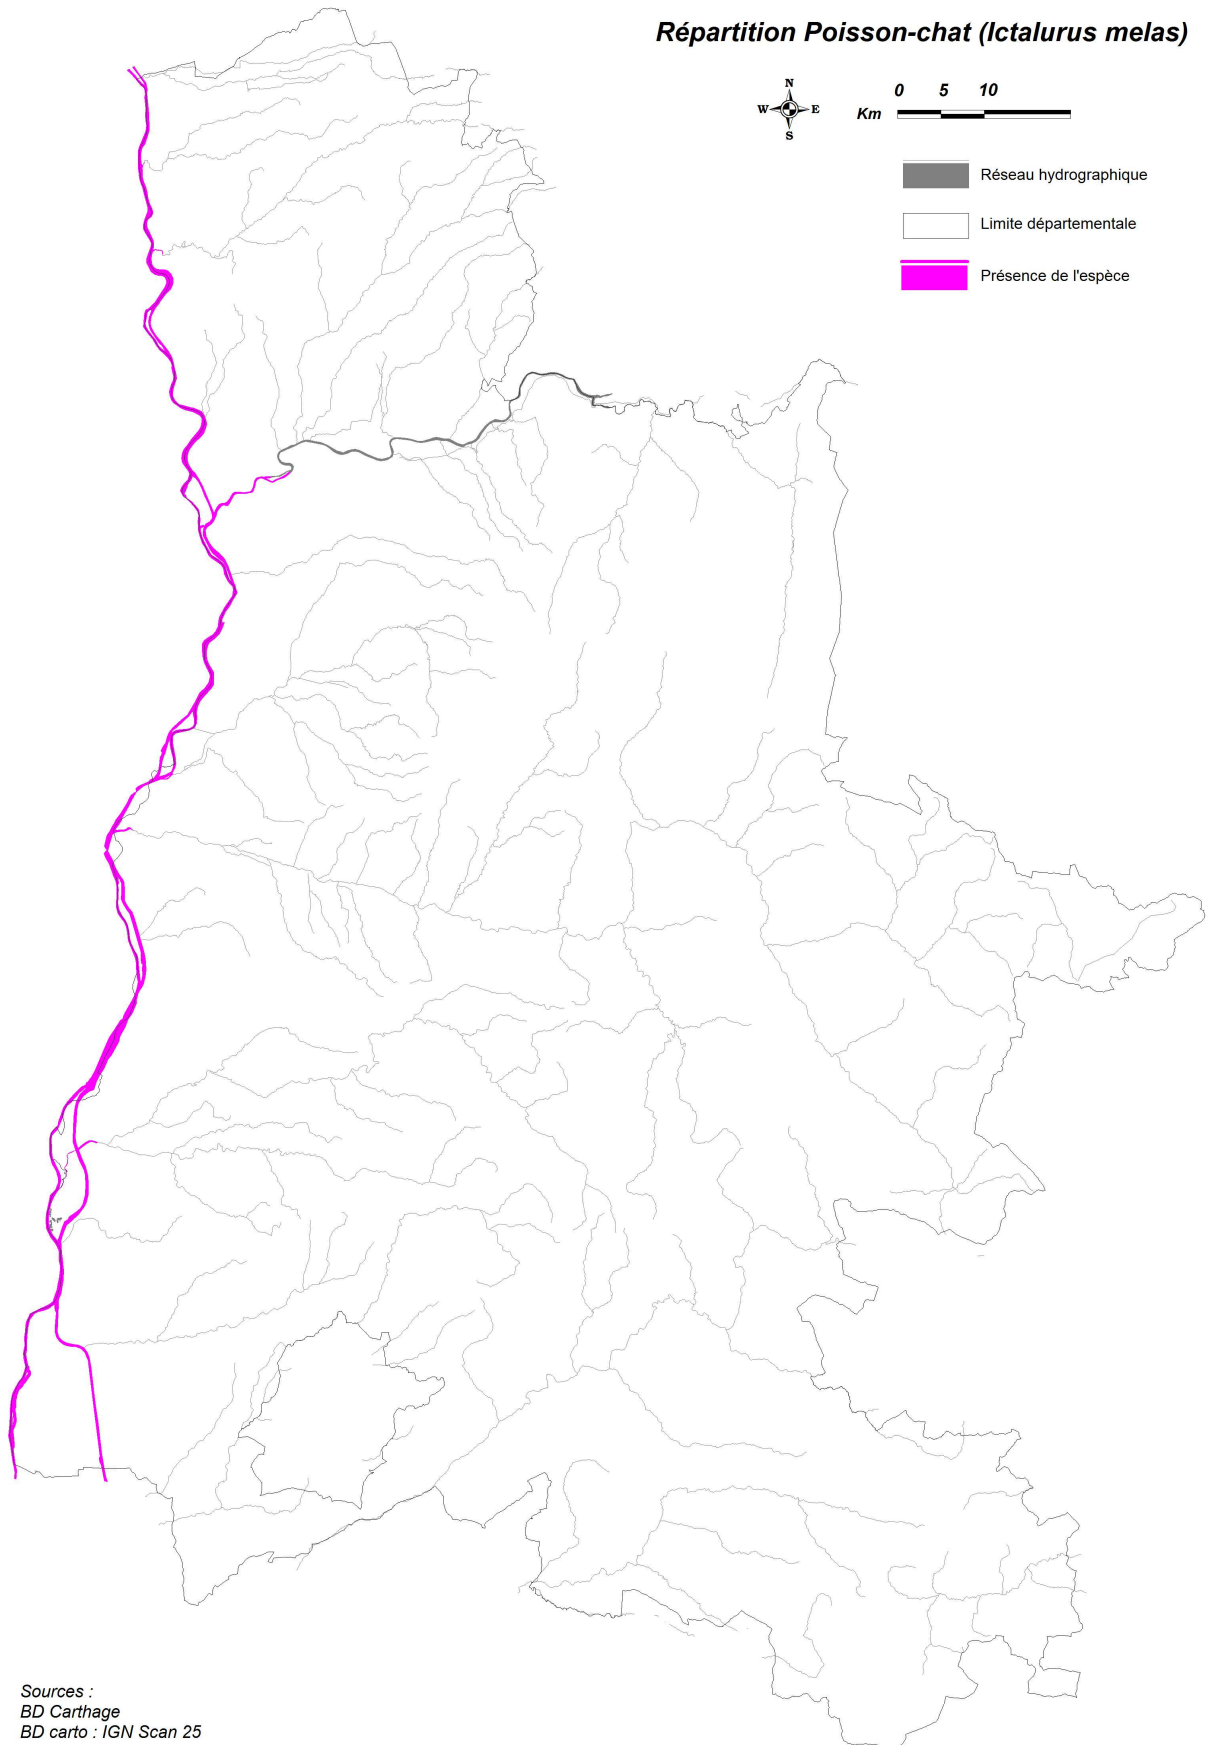 Répartition Poisson-chat (Ictalurus melas)
N
W E
S
Km 0 5 10
Réseau hydrographique
Limite départementale
Présence de l'espèce
Sources :
BD Carthage
BD carto : IGN Scan 25